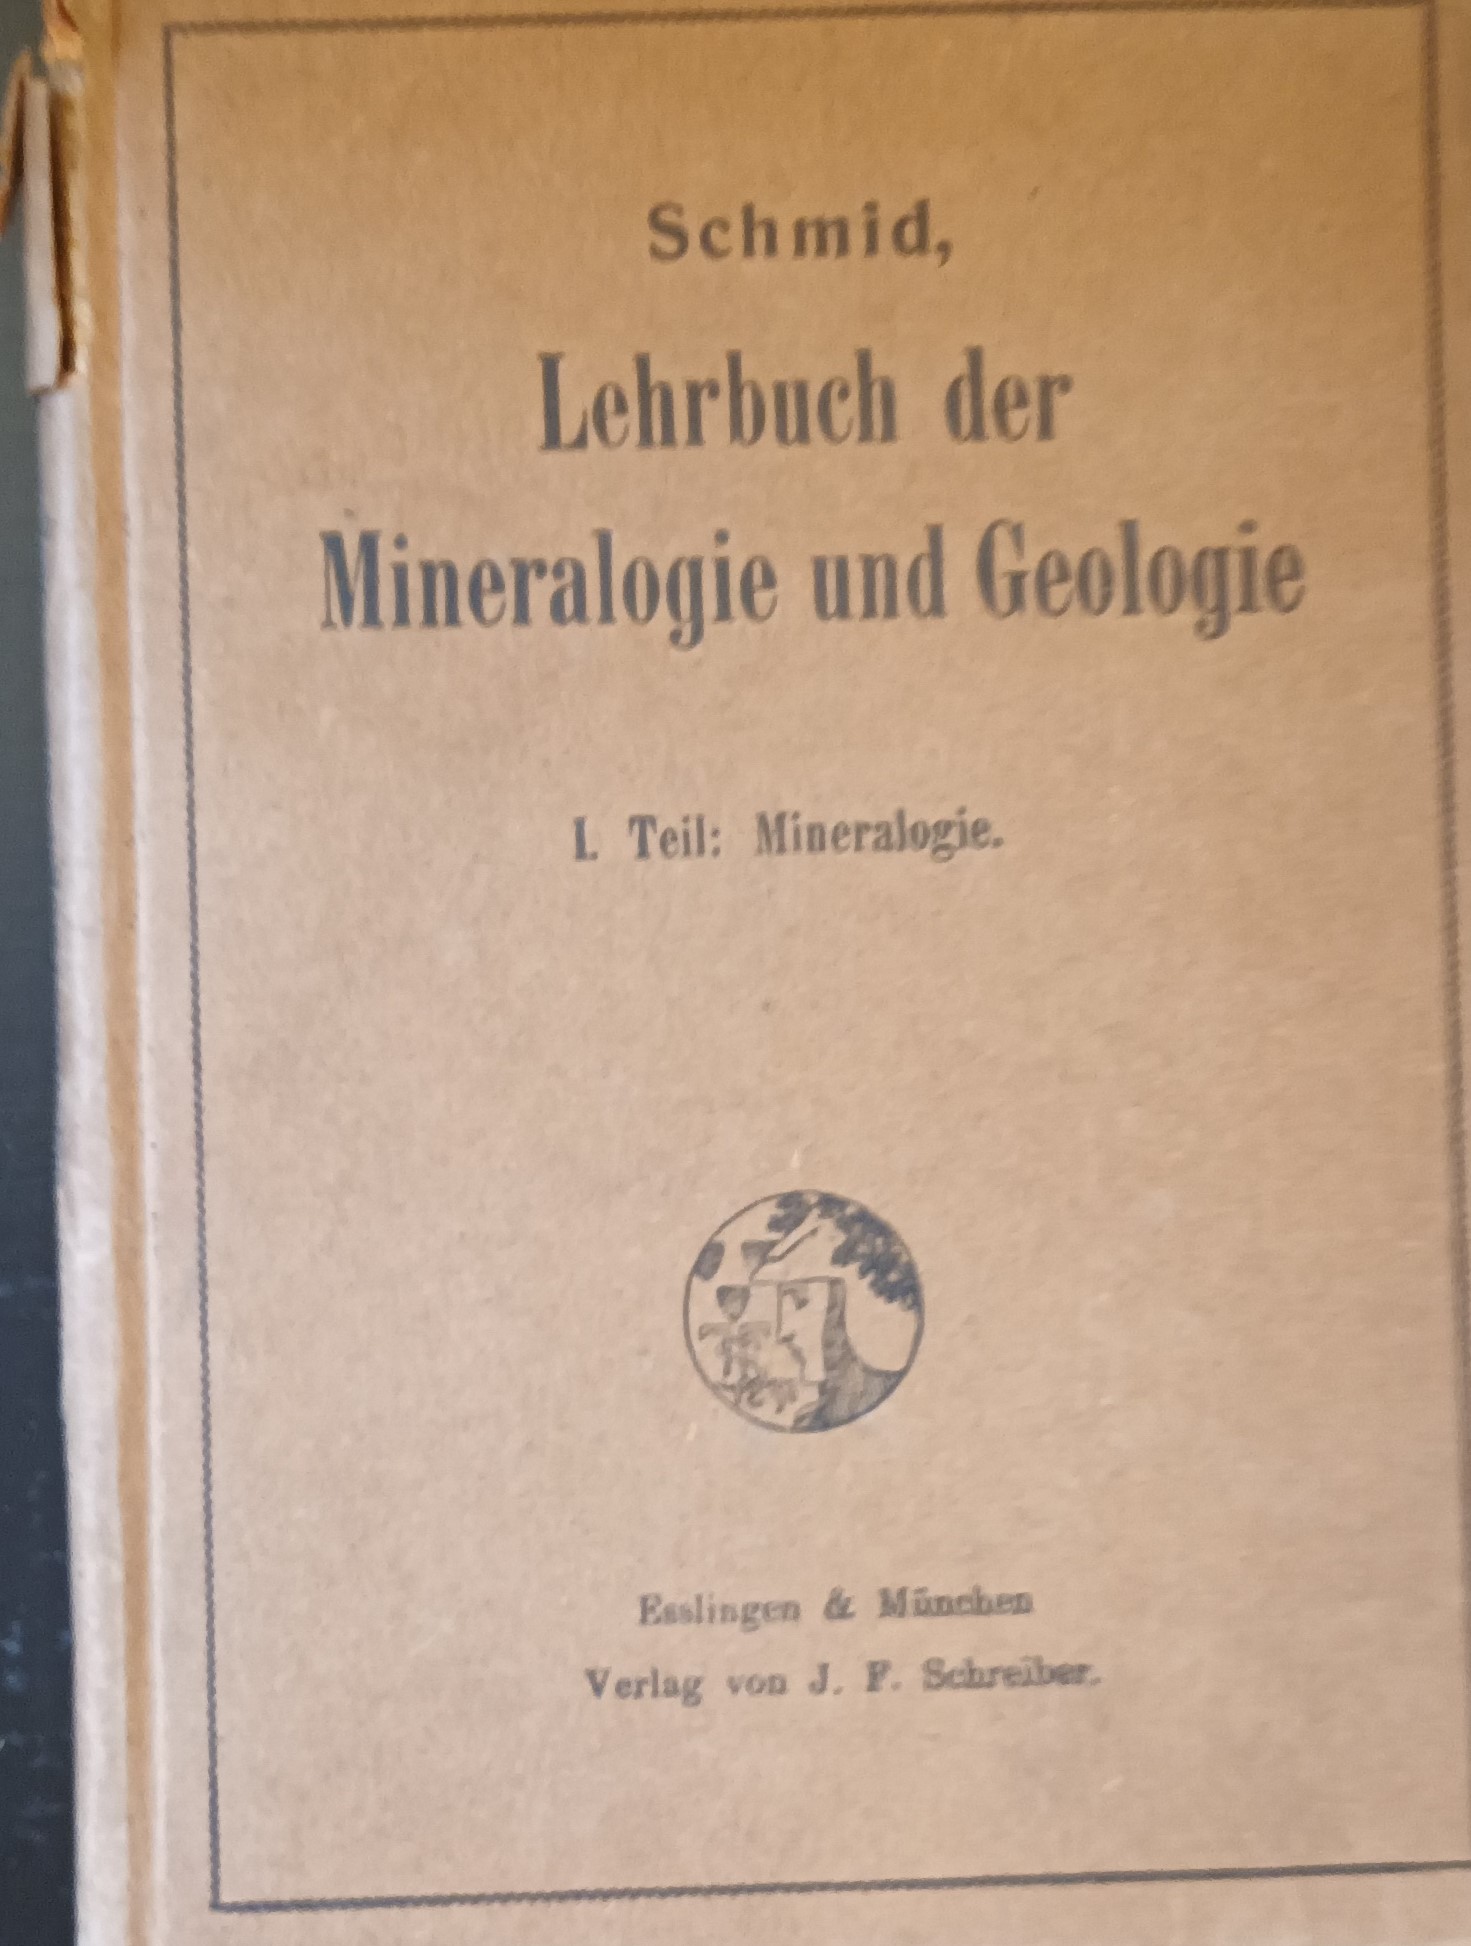 Schmid,
Lehrbuch der
Mineralogie und Geologie
I. Teil: Mineralogie.
Esslingen & München
Verlag von J. F. Schreiber.